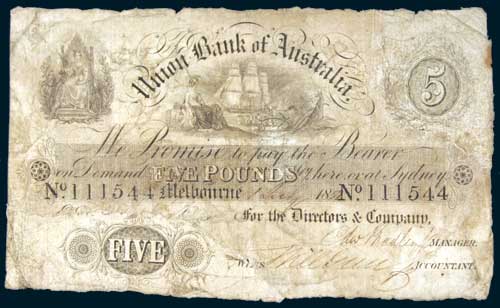 Union Bank of Australia,
5
We Promise to pay the Bearer
on Demand FIVE POUNDS here or at Sydney
No. 111544 Melbourne 18 No. 111544
For the Directors & Company,
MANAGER.
FIVE
ACCOUNTANT.